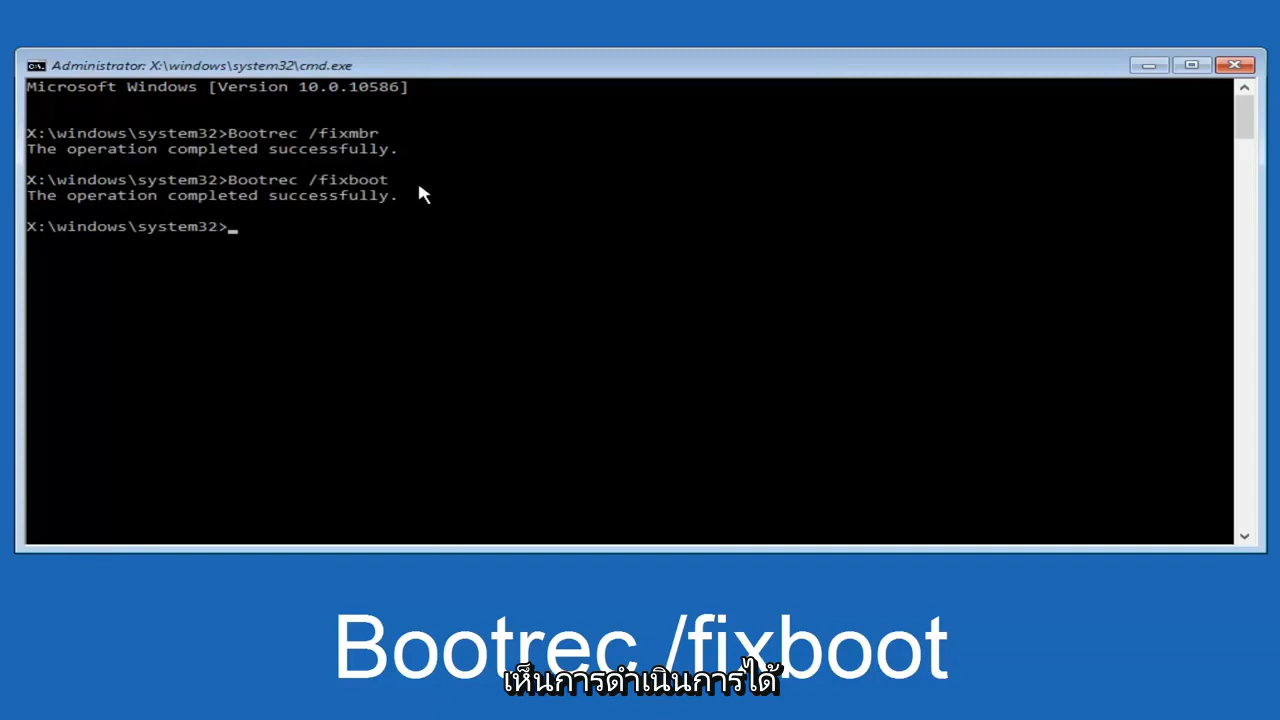 Administrator: X:\windows\system32\cmd.exe
Microsoft Windows [Version 10.0.10586]
X:\windows\system32>Bootrec /fixmbr
The operation completed successfully.
X:\windows\system32>Bootrec /fixboot
The operation completed successfully.
X:\windows\system32>_
Bootrec /fixboot
เห็นการดำเนินการได้